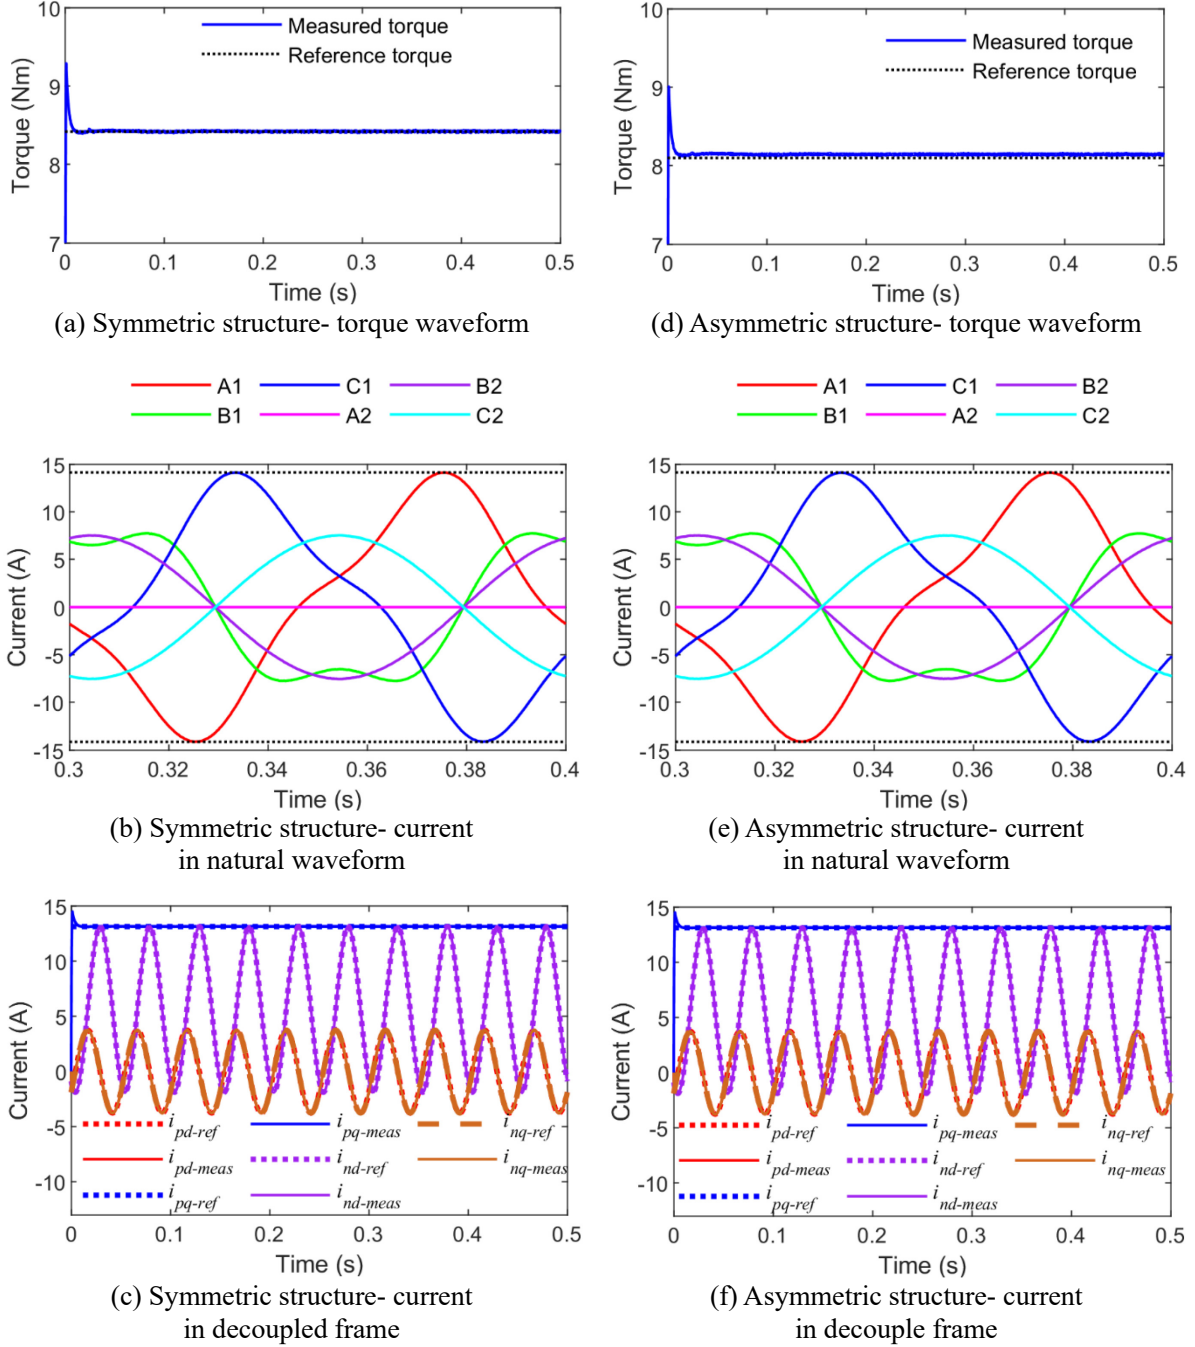 10
9
8
7
Torque (Nm)
Measured torque
Reference torque
0 0.1 0.2 0.3 0.4 0.5
Time (s)
(a) Symmetric structure- torque waveform
10
9
8
7
Torque (Nm)
Measured torque
Reference torque
0 0.1 0.2 0.3 0.4 0.5
Time (s)
(d) Asymmetric structure- torque waveform
A1 C1 B2
B1 A2 C2
15
10
5
0
-5
-10
-15
Current (A)
0.3 0.32 0.34 0.36 0.38 0.4
Time (s)
(b) Symmetric structure- current
in natural waveform
A1 C1 B2
B1 A2 C2
15
10
5
0
-5
-10
-15
Current (A)
0.3 0.32 0.34 0.36 0.38 0.4
Time (s)
(e) Asymmetric structure- current
in natural waveform
15
10
5
0
-5
-10
Current (A)
i pd-ref i pq-meas i nq-ref
i pd-meas i nd-ref i nq-meas
i pq-ref i nd-meas
0 0.1 0.2 0.3 0.4 0.5
Time (s)
(c) Symmetric structure- current
in decoupled frame
15
10
5
0
-5
-10
Current (A)
i pd-ref i pq-meas i nq-ref
i pd-meas i nd-ref i nq-meas
i pq-ref i nd-meas
0 0.1 0.2 0.3 0.4 0.5
Time (s)
(f) Asymmetric structure- current
in decouple frame